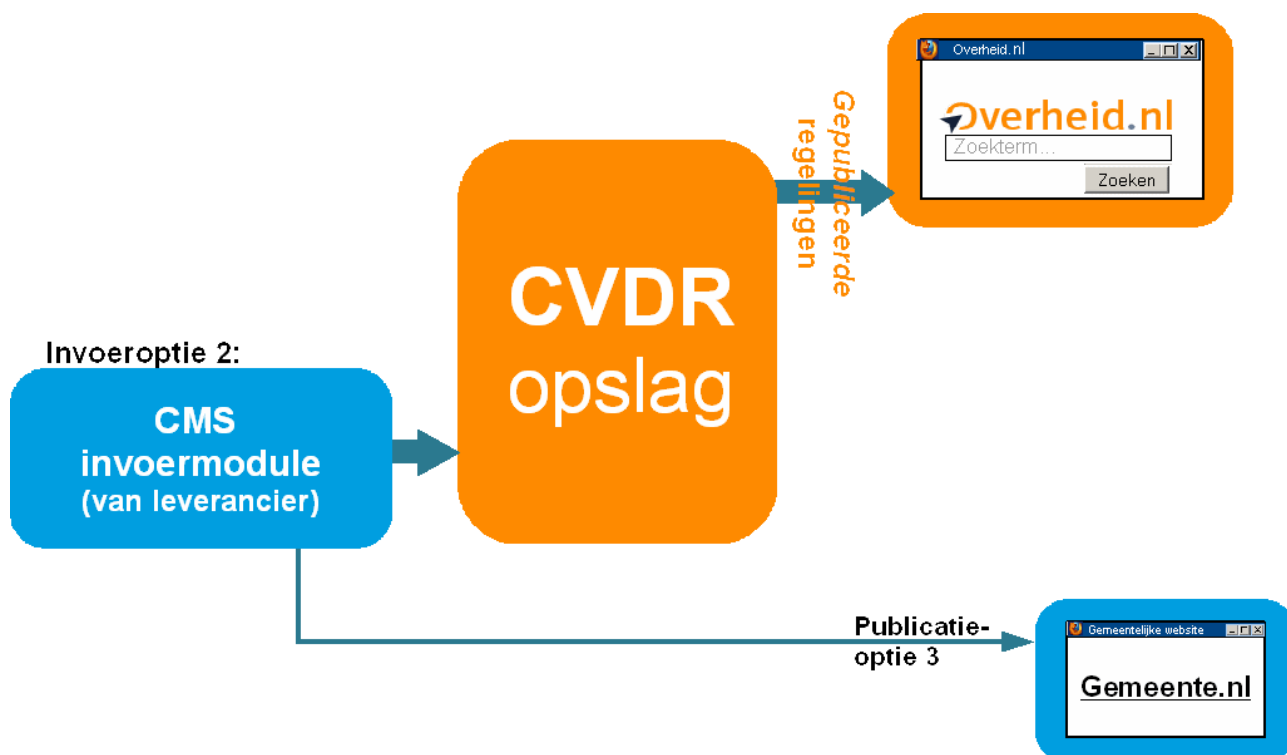 Overheid.nl
Overheid.nl
Zoekterm...
Zoeken
Gepubliceerde
regelingen
CVDR
opslag
Invoeroptie 2:
CMS
invoermodule
(van leverancier)
Publicatie-
optie 3
Gemeentelijke website
Gemeente.nl